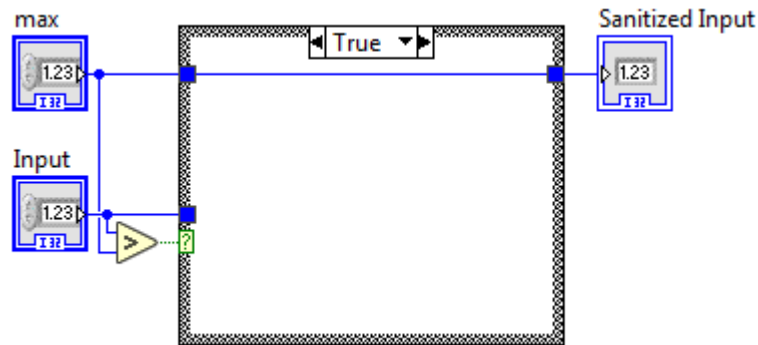 max
Sanitized Input
True
1.23
1.23
I32
I32
Input
1.23
I32
>
?